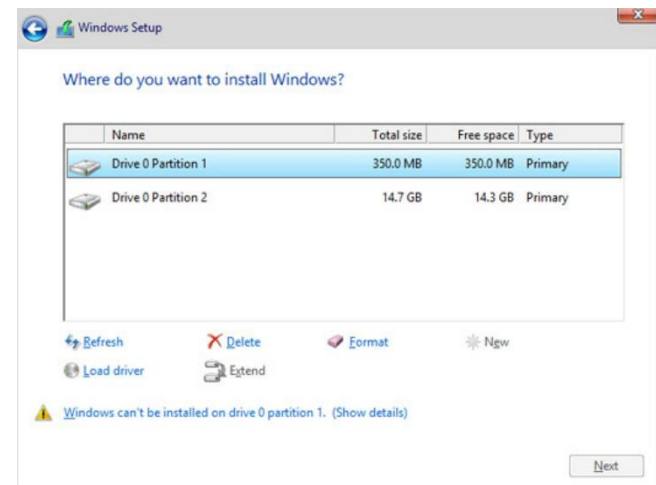 Windows Setup
Where do you want to install Windows?
Name Total size Free space Type
Drive 0 Partition 1 350.0 MB 350.0 MB Primary
Drive 0 Partition 2 14.7 GB 14.3 GB Primary
Refresh Delete Format New
Load driver Extend
Windows can't be installed on drive 0 partition 1. (Show details)
Next